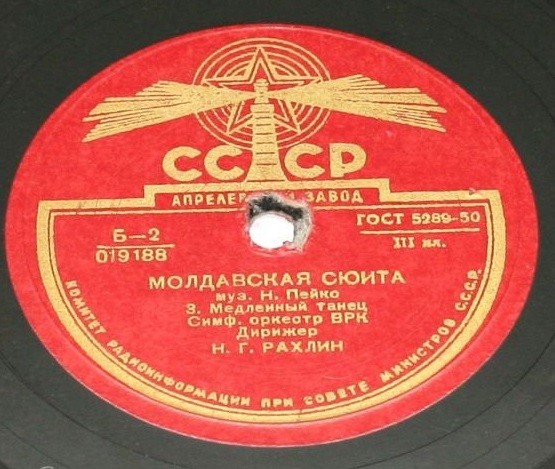 СССР
АПРЕЛЕВСКИЙ ЗАВОД
ГОСТ 5289-50
Б-2
019188
III кл.
МОЛДАВСКАЯ СЮИТА
муз. Н. Пейко
3. Медленный танец
Симф. оркестр ВРК
Дирижер
Н. Г. РАХЛИН
КОМИТЕТ РАДИОИНФОРМАЦИИ ПРИ СОВЕТЕ МИНИСТРОВ С.С.С.Р.